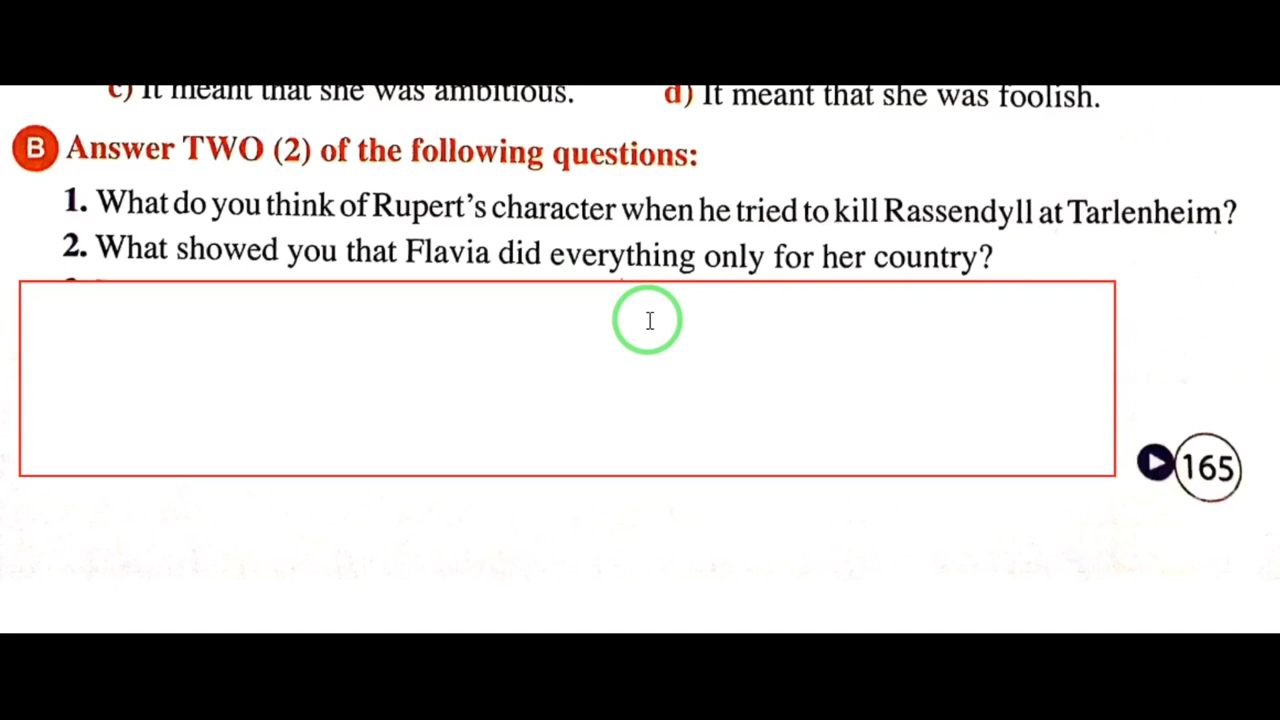 c) It meant that she was ambitious. d) It meant that she was foolish.
B Answer TWO (2) of the following questions:
1. What do you think of Rupert's character when he tried to kill Rassendyll at Tarlenheim?
2. What showed you that Flavia did everything only for her country?
165